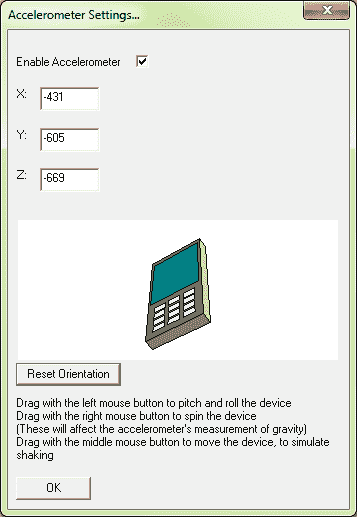 Accelerometer Settings...
Enable Accelerometer
X: -431
Y: -605
Z: -669
Reset Orientation
Drag with the left mouse button to pitch and roll the device
Drag with the right mouse button to spin the device
(These will affect the accelerometer's measurement of gravity)
Drag with the middle mouse button to move the device, to simulate
shaking
OK